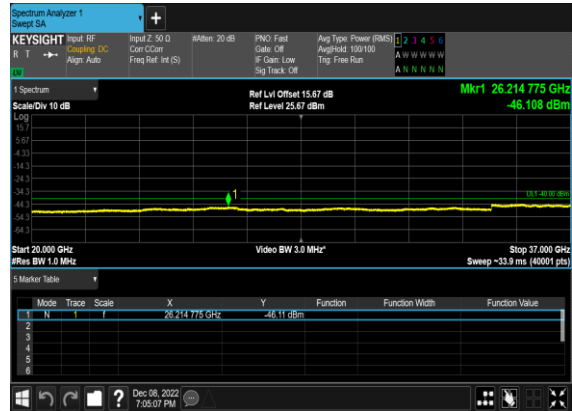 Spectrum Analyzer 1
Swept SA
+
KEYSIGHT Input: RF Input Z: 50 Ω #Atten: 20 dB PNO: Fast Avg Type: Power (RMS) 1 2 3 4 5 6
R T Coupling: DC Corr CCorr Gate: Off Avg|Hold: 100/100 A W W W W W
Align: Auto Freq Ref: Int (S) IF Gain: Low Trig: Free Run
Sig Track: Off A N N N N N
1 Spectrum Ref Lvl Offset 15.67 dB Mkr1 26.214 775 GHz
Scale/Div 10 dB Ref Level 25.67 dBm -46.108 dBm
Log
15.7
5.67
-4.33
-14.3
-24.3
-34.3 1 DL1 -40.00 dBm
-44.3
-54.3
-64.3
Start 20.000 GHz Video BW 3.0 MHz* Stop 37.000 GHz
#Res BW 1.0 MHz Sweep ~33.9 ms (40001 pts)
5 Marker Table
Mode Trace Scale X Y Function Function Width Function Value
1 N 1 f 26.214 775 GHz -46.11 dBm
2
3
4
5
6
? Dec 08, 2022
7:05:07 PM